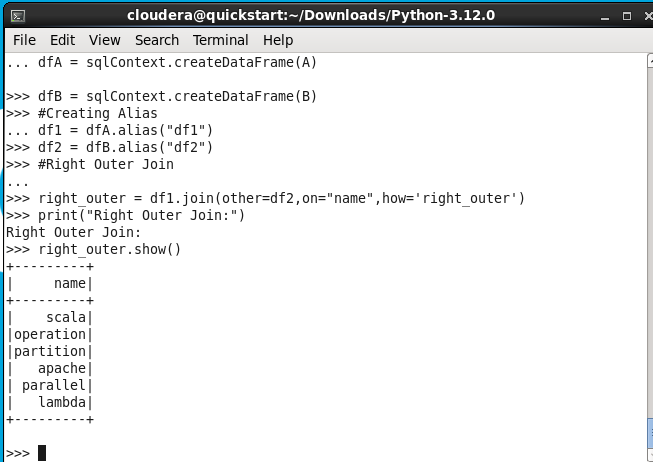 cloudera@quickstart:~/Downloads/Python-3.12.0
File Edit View Search Terminal Help
... dfA = sqlContext.createDataFrame(A)
>>> dfB = sqlContext.createDataFrame(B)
>>> #Creating Alias
... df1 = dfA.alias("df1")
>>> df2 = dfB.alias("df2")
>>> #Right Outer Join
...
>>> right_outer = df1.join(other=df2,on="name",how='right_outer')
>>> print("Right Outer Join:")
Right Outer Join:
>>> right_outer.show()
+---------+
|     name|
+---------+
|    scala|
|operation|
|partition|
|   apache|
| parallel|
|   lambda|
+---------+
>>>